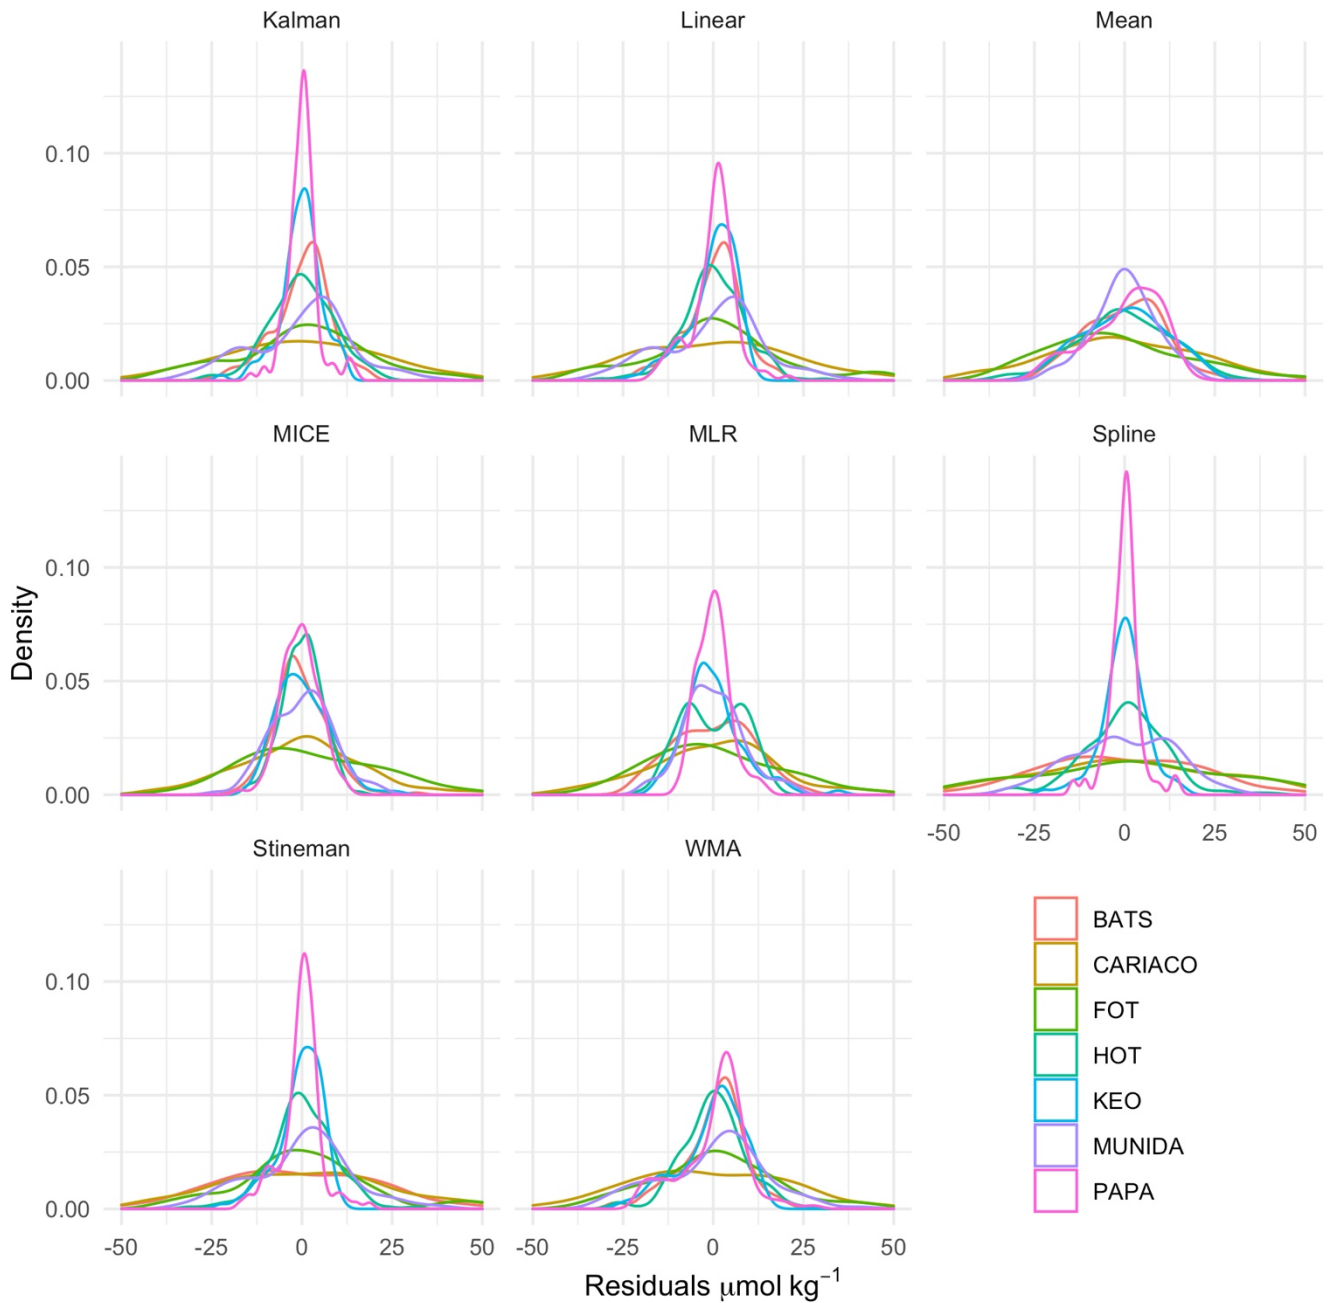 Kalman
Linear
Mean
0.10
0.05
0.00
MICE
MLR
Spline
0.10
0.05
0.00
-50 -25 0 25 50
Stineman
WMA
0.10
0.05
0.00
-50 -25 0 25 50
-50 -25 0 25 50
Density
Residuals μmol kg⁻¹
BATS
CARIACO
FOT
HOT
KEO
MUNIDA
PAPA